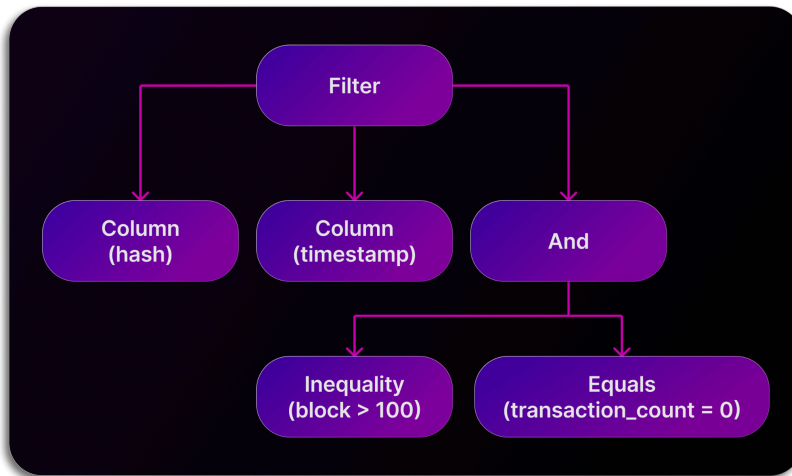 Filter
Column
(hash)
Column
(timestamp)
And
Inequality
(block > 100)
Equals
(transaction_count = 0)